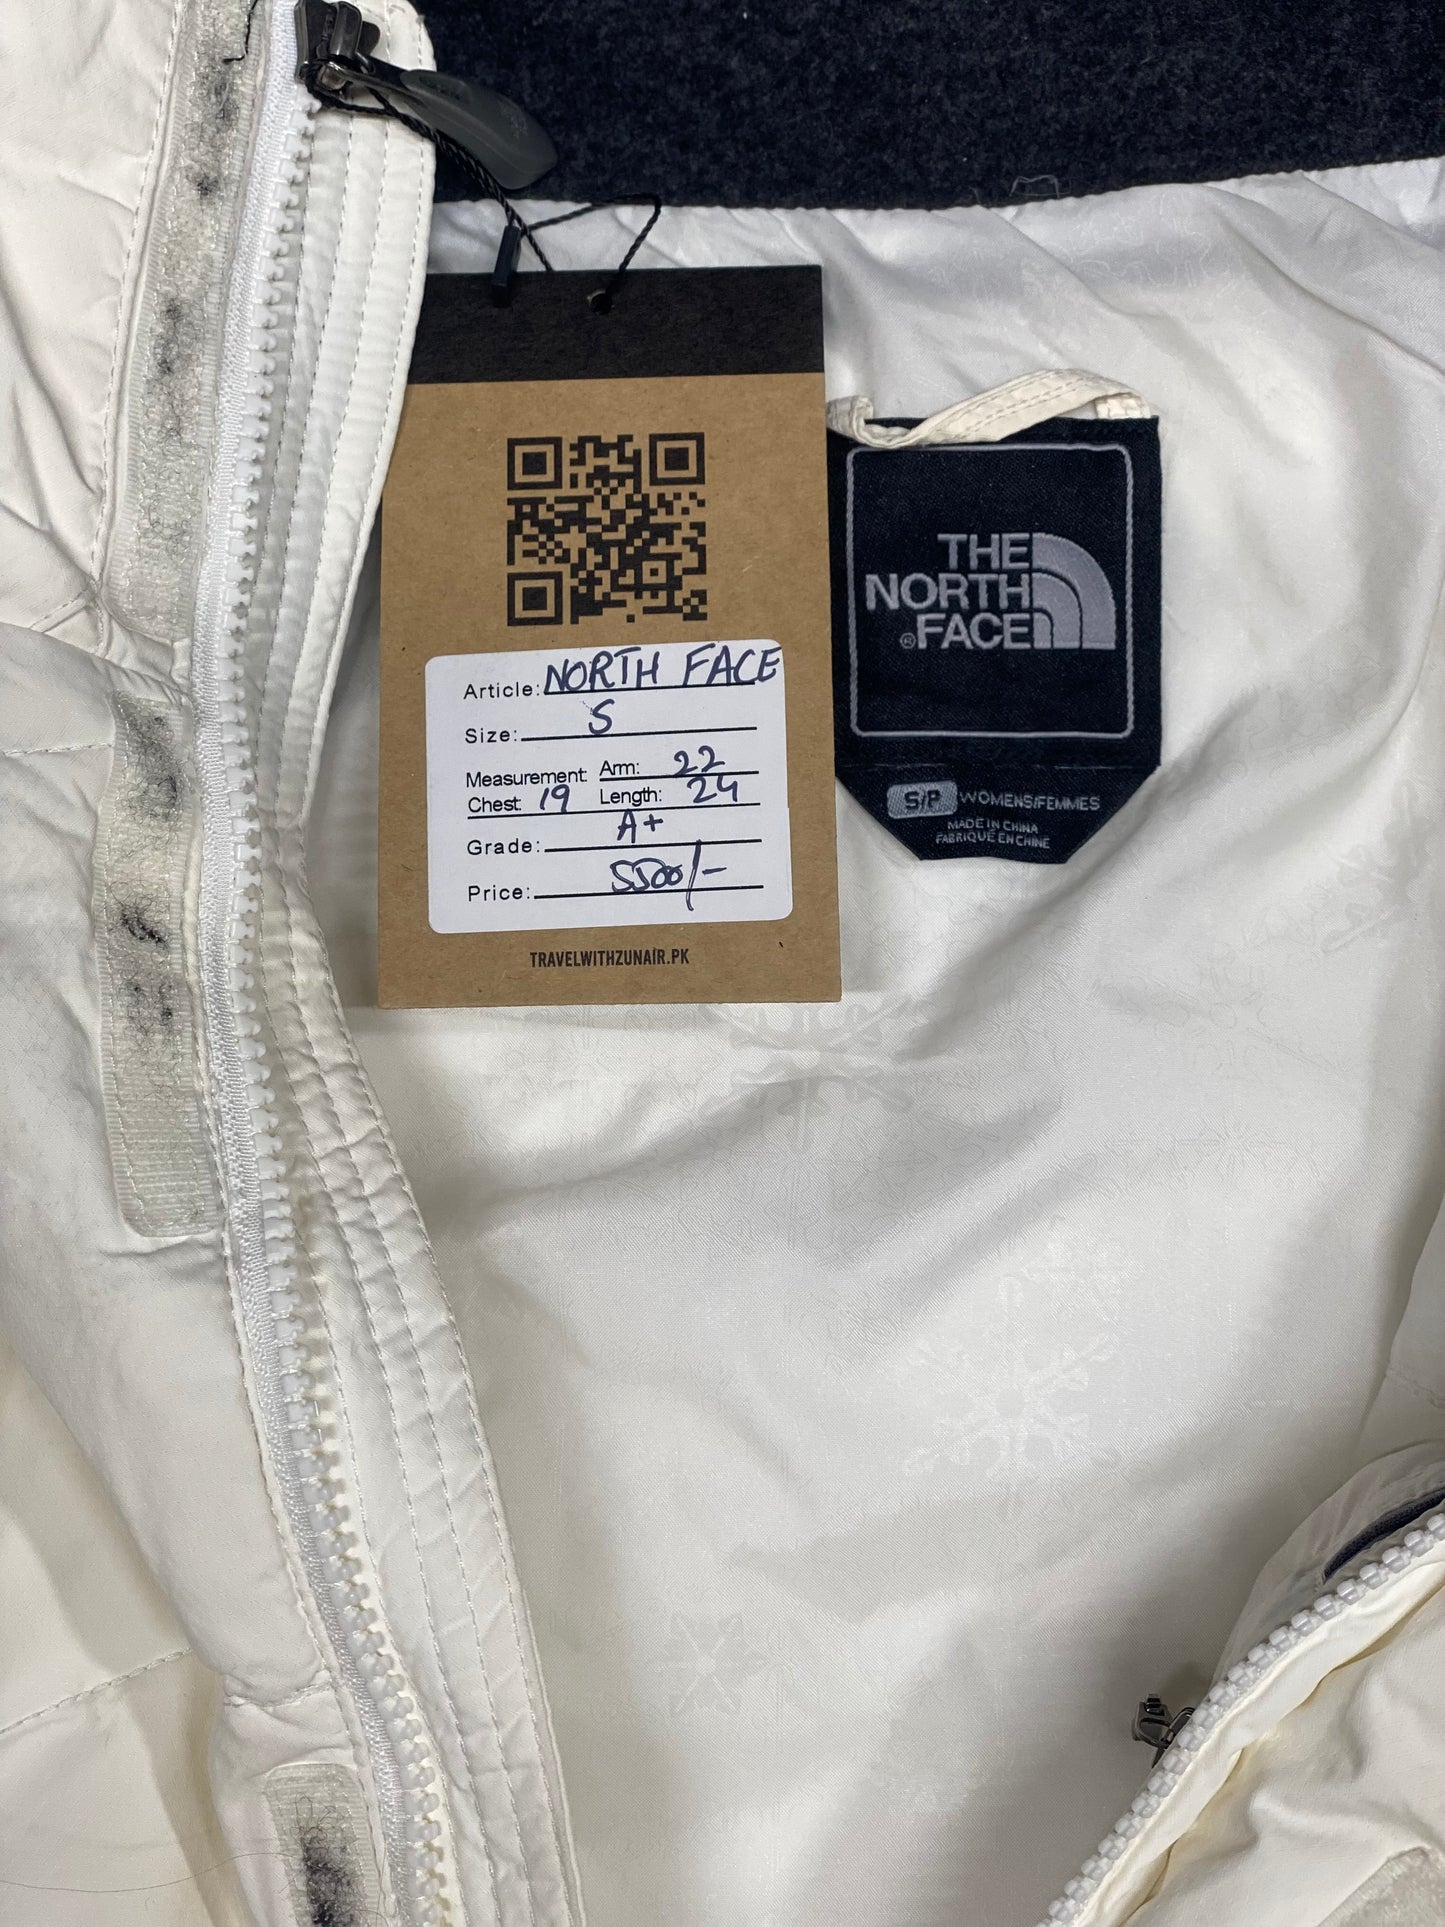 Article: NORTH FACE
Size: S
Measurement: Arm: 22
Chest: 19 Length: 24
Grade: A+
Price: 5500/-
TRAVELWITHZUNAIR.PK
THE
NORTH
® FACE
S/P WOMENS/FEMMES
MADE IN CHINA
FABRIQUÉ EN CHINE